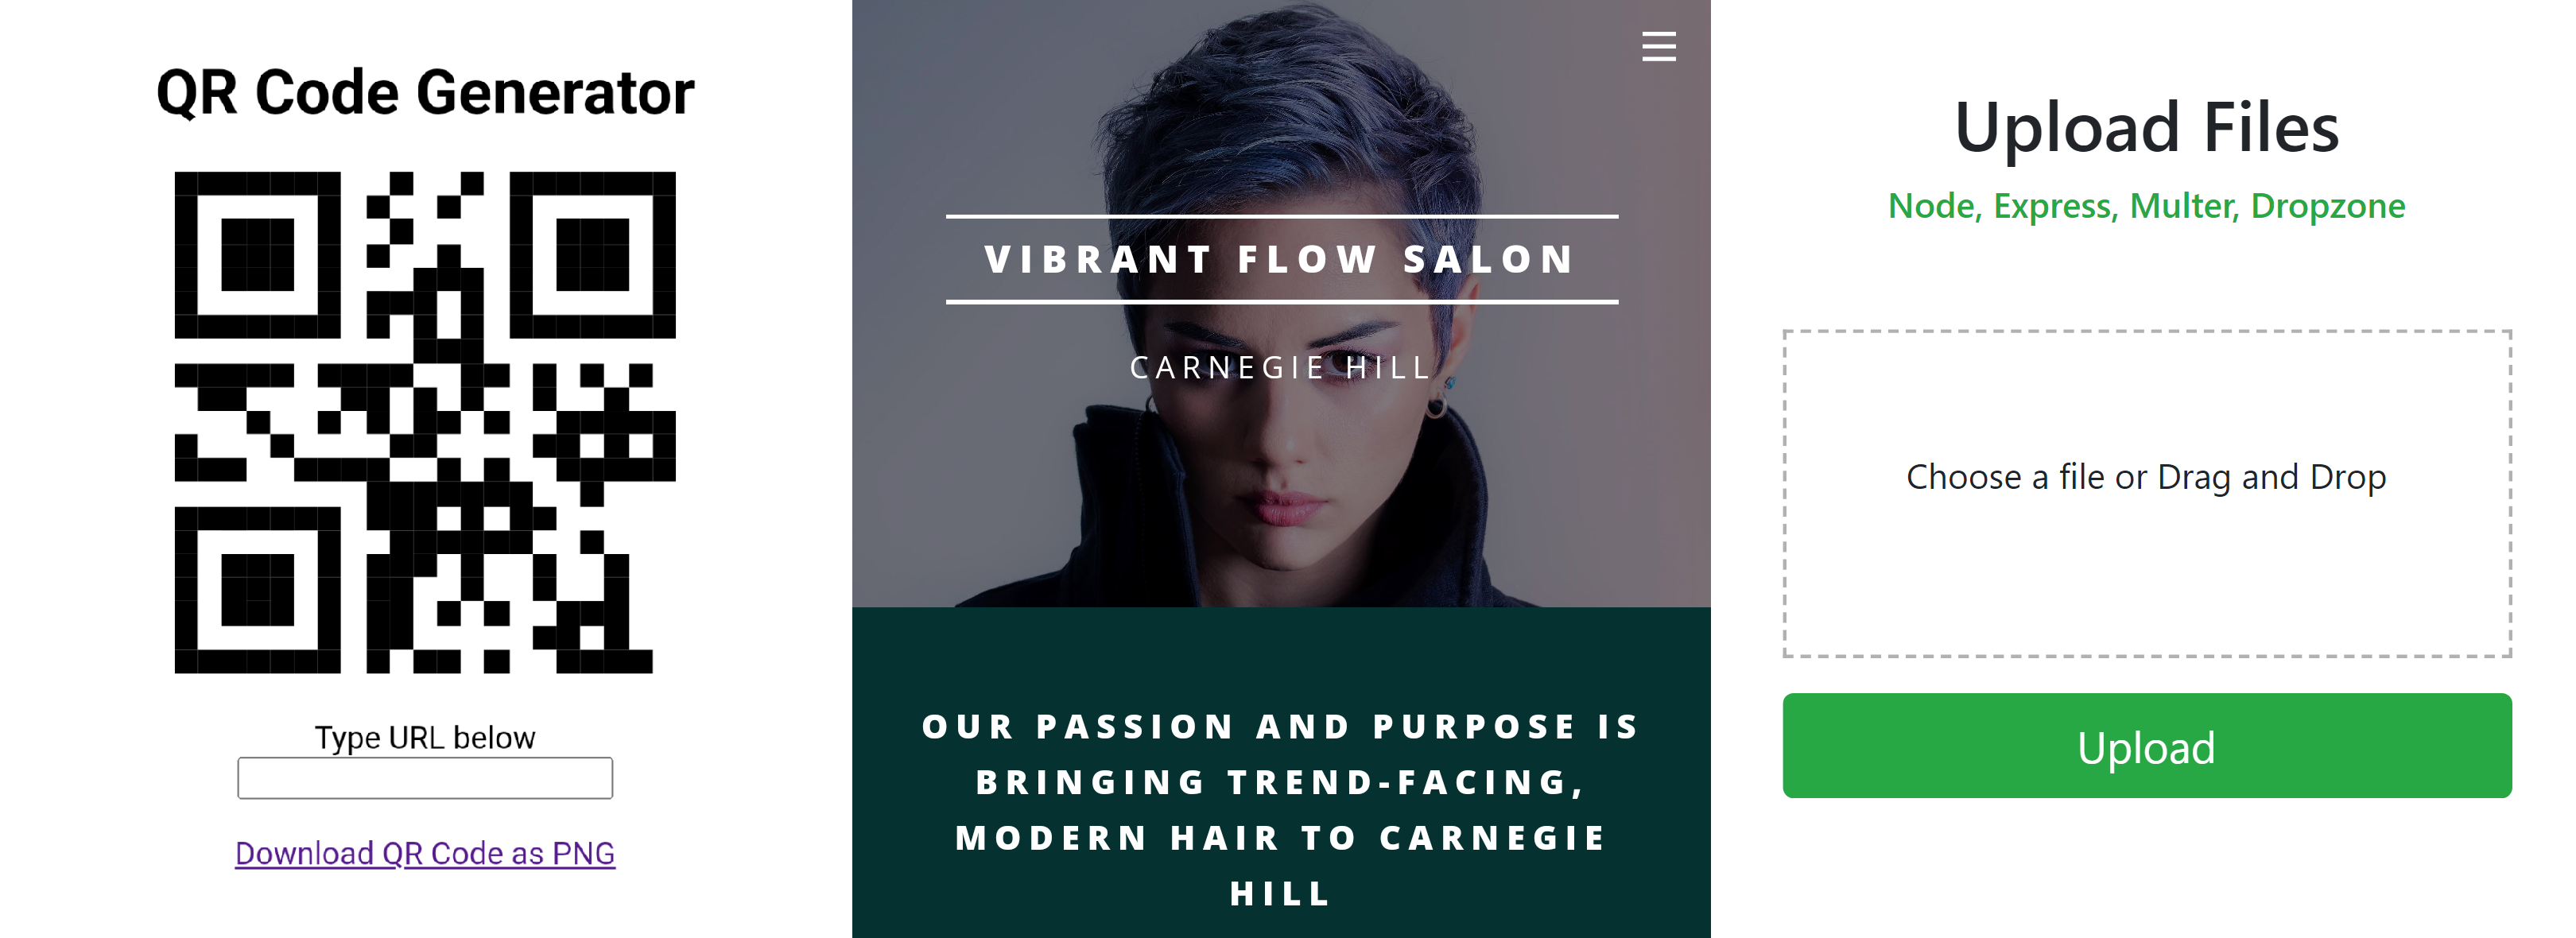 QR Code Generator
Type URL below
Download QR Code as PNG
VIBRANT FLOW SALON
CARNEGIE HILL
OUR PASSION AND PURPOSE IS
BRINGING TREND-FACING,
MODERN HAIR TO CARNEGIE
HILL
Upload Files
Node, Express, Multer, Dropzone
Choose a file or Drag and Drop
Upload